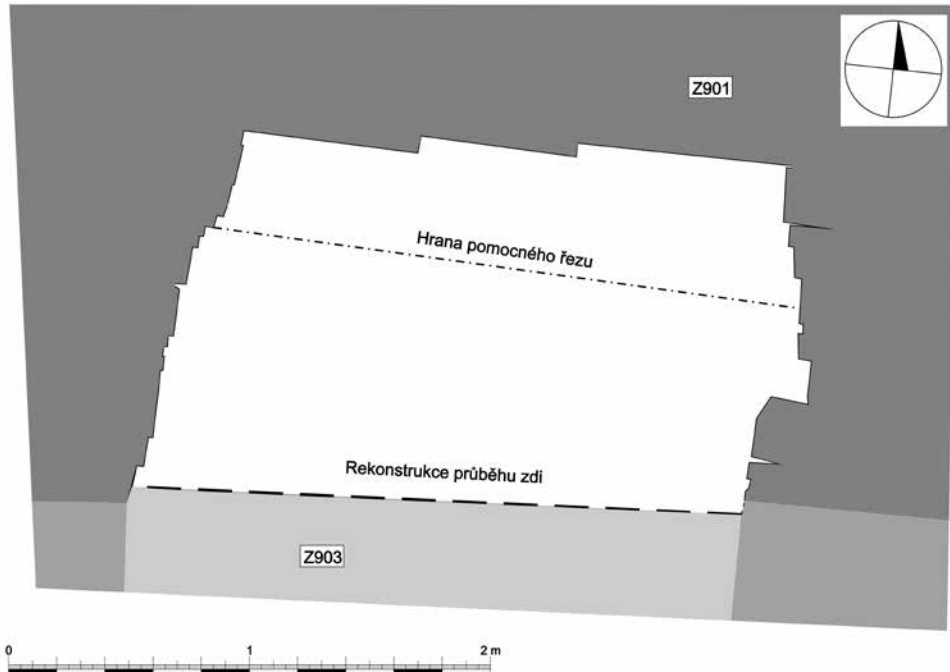 Z901
Hrana pomocného řezu
Rekonstrukce průběhu zdi
Z903
0 1 2 m